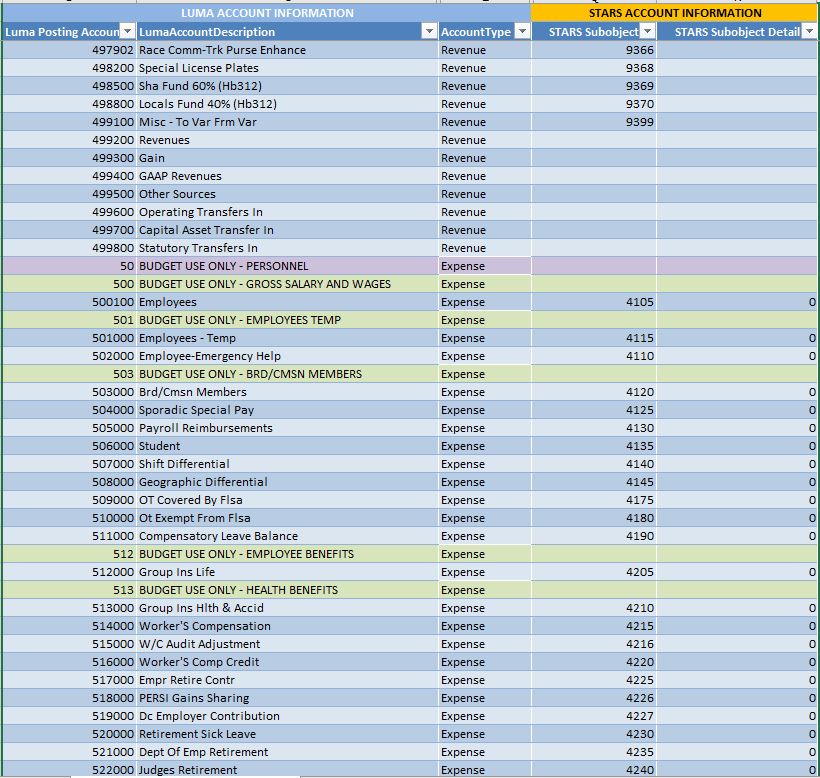 LUMA ACCOUNT INFORMATION STARS ACCOUNT INFORMATION
Luma Posting Accoun LumaAccountDescription AccountType STARS Subobject STARS Subobject Detail
497902 Race Comm-Trk Purse Enhance Revenue 9366
498200 Special License Plates Revenue 9368
498500 Sha Fund 60% (Hb312) Revenue 9369
498800 Locals Fund 40% (Hb312) Revenue 9370
499100 Misc - To Var Frm Var Revenue 9399
499200 Revenues Revenue
499300 Gain Revenue
499400 GAAP Revenues Revenue
499500 Other Sources Revenue
499600 Operating Transfers In Revenue
499700 Capital Asset Transfer In Revenue
499800 Statutory Transfers In Revenue
50 BUDGET USE ONLY - PERSONNEL Expense
500 BUDGET USE ONLY - GROSS SALARY AND WAGES Expense
500100 Employees Expense 4105 0
501 BUDGET USE ONLY - EMPLOYEES TEMP Expense
501000 Employees - Temp Expense 4115 0
502000 Employee-Emergency Help Expense 4110 0
503 BUDGET USE ONLY - BRD/CMSN MEMBERS Expense
503000 Brd/Cmsn Members Expense 4120 0
504000 Sporadic Special Pay Expense 4125 0
505000 Payroll Reimbursements Expense 4130 0
506000 Student Expense 4135 0
507000 Shift Differential Expense 4140 0
508000 Geographic Differential Expense 4145 0
509000 OT Covered By Flsa Expense 4175 0
510000 Ot Exempt From Flsa Expense 4180 0
511000 Compensatory Leave Balance Expense 4190 0
512 BUDGET USE ONLY - EMPLOYEE BENEFITS Expense
512000 Group Ins Life Expense 4205 0
513 BUDGET USE ONLY - HEALTH BENEFITS Expense
513000 Group Ins Hlth & Accid Expense 4210 0
514000 Worker'S Compensation Expense 4215 0
515000 W/C Audit Adjustment Expense 4216 0
516000 Worker'S Comp Credit Expense 4220 0
517000 Empr Retire Contr Expense 4225 0
518000 PERSI Gains Sharing Expense 4226 0
519000 Dc Employer Contribution Expense 4227 0
520000 Retirement Sick Leave Expense 4230 0
521000 Dept Of Emp Retirement Expense 4235 0
522000 Judges Retirement Expense 4240 0